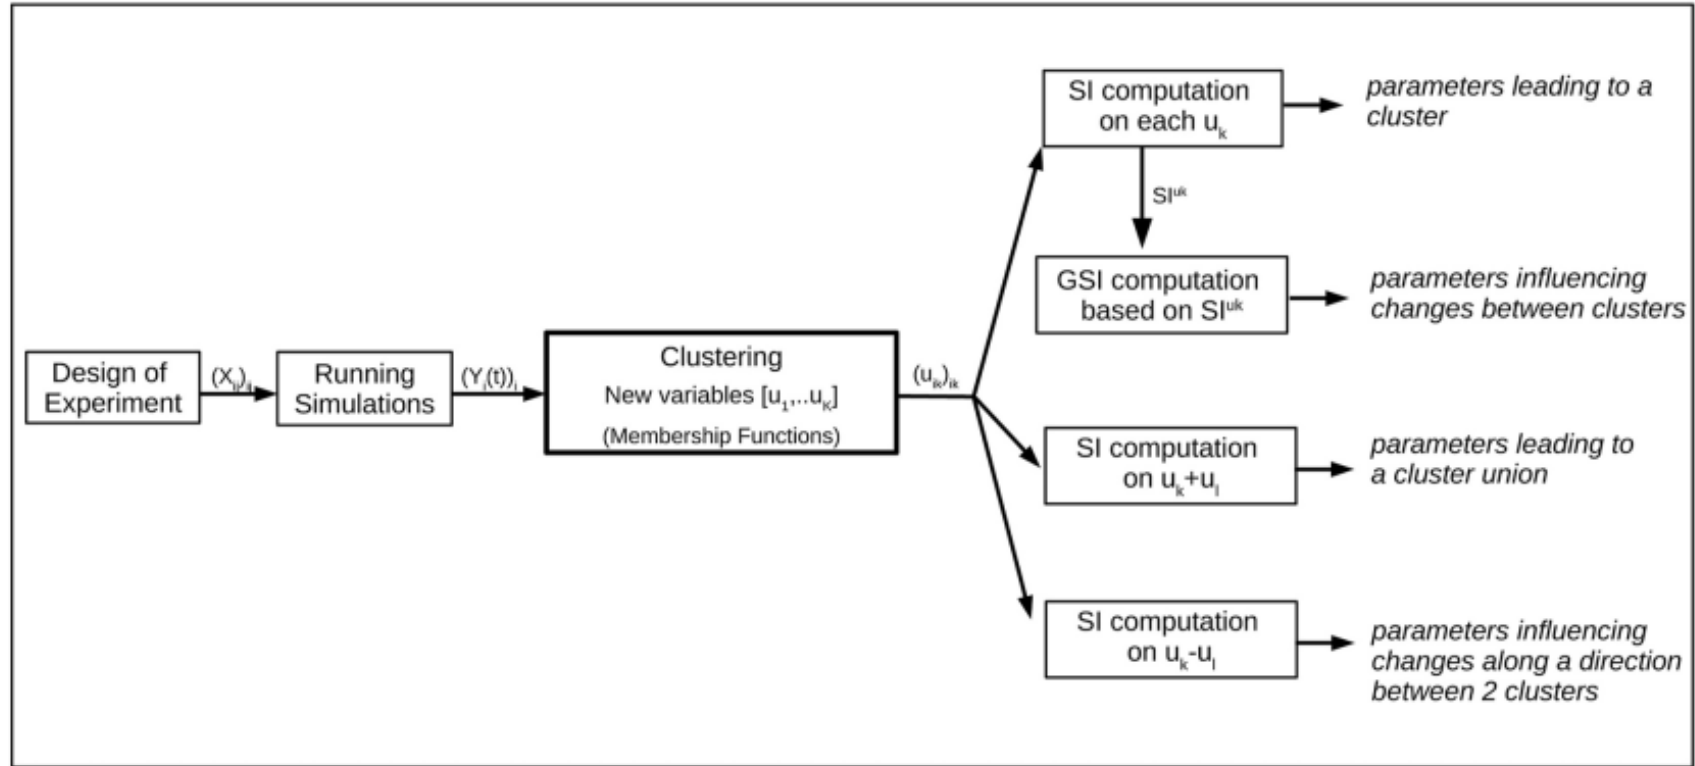 Design of
Experiment
(X_ij)_ij
Running
Simulations
(Y_i(t))_i
Clustering
New variables [u_1,..u_K]
(Membership Functions)
(u_ik)_ik
SI computation
on each u_k
parameters leading to a
cluster
SI^uk
GSI computation
based on SI^uk
parameters influencing
changes between clusters
SI computation
on u_k+u_l
parameters leading to
a cluster union
SI computation
on u_k-u_l
parameters influencing
changes along a direction
between 2 clusters